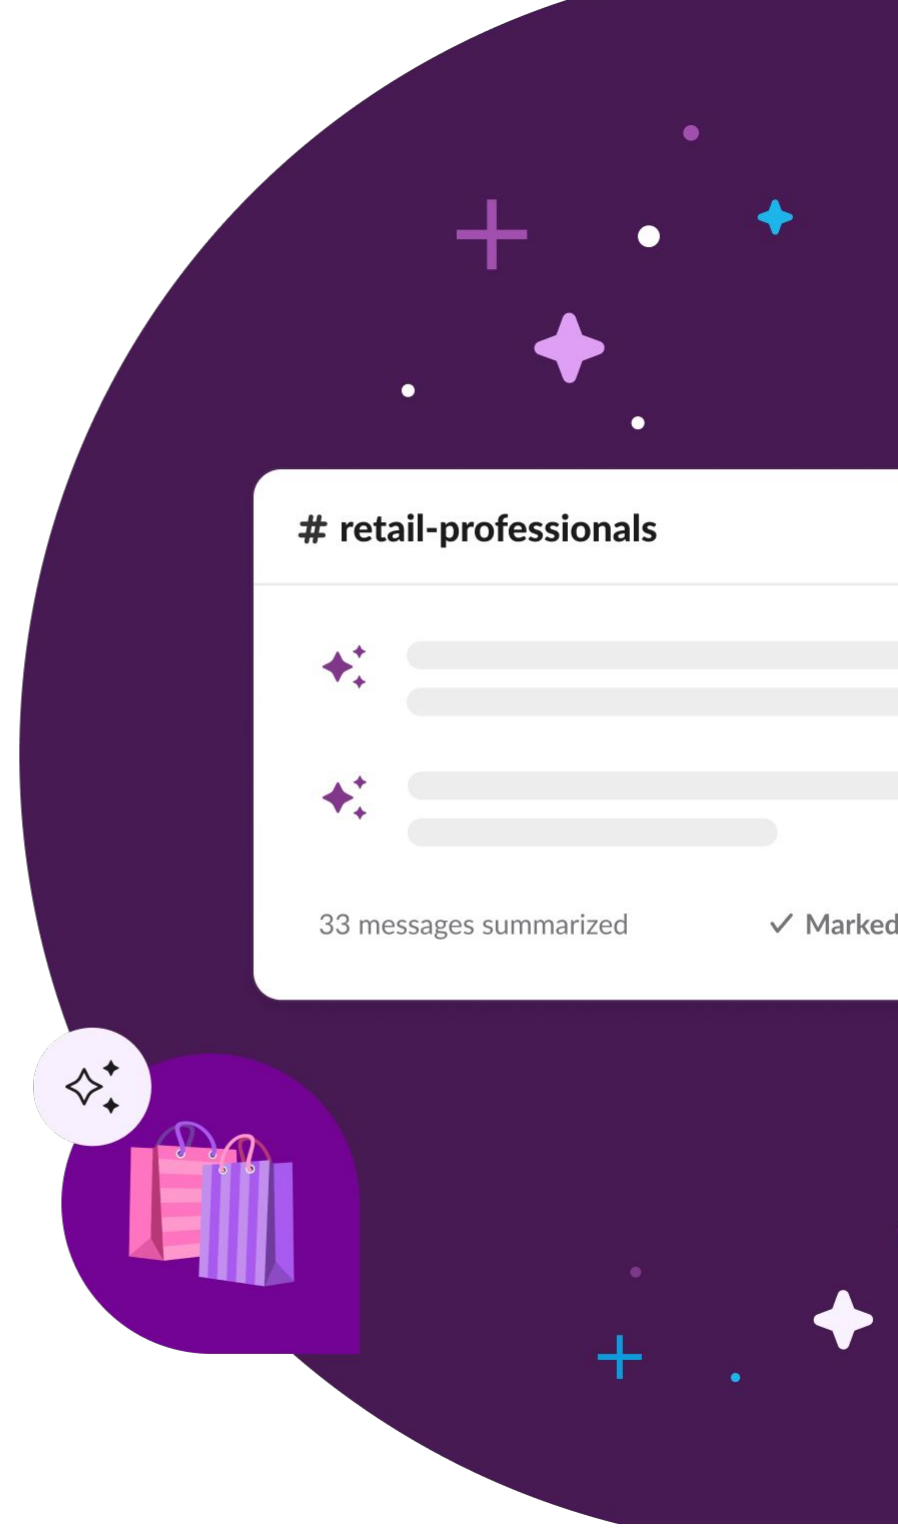 # retail-professionals
33 messages summarized
✓ Marked